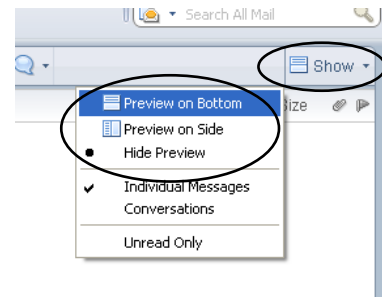 Search All Mail
Show
Size
Preview on Bottom
Preview on Side
Hide Preview
Individual Messages
Conversations
Unread Only